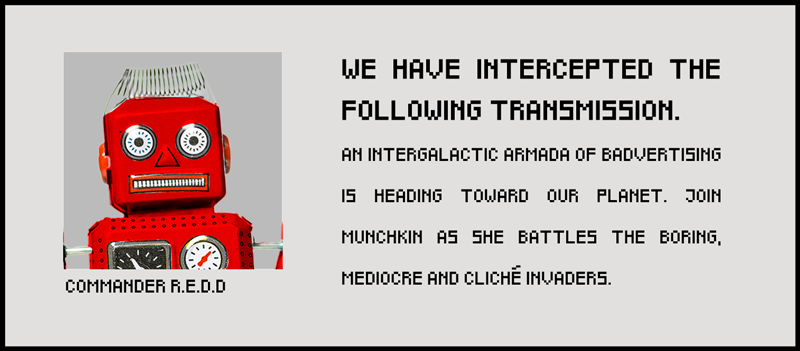 WE HAVE INTERCEPTED THE
FOLLOWING TRANSMISSION.
AN INTERGALACTIC ARMADA OF BADVERTISING
IS HEADING TOWARD OUR PLANET. JOIN
MUNCHKIN AS SHE BATTLES THE BORING,
MEDIOCRE AND CLICHÉ INVADERS.
COMMANDER R.E.D.D